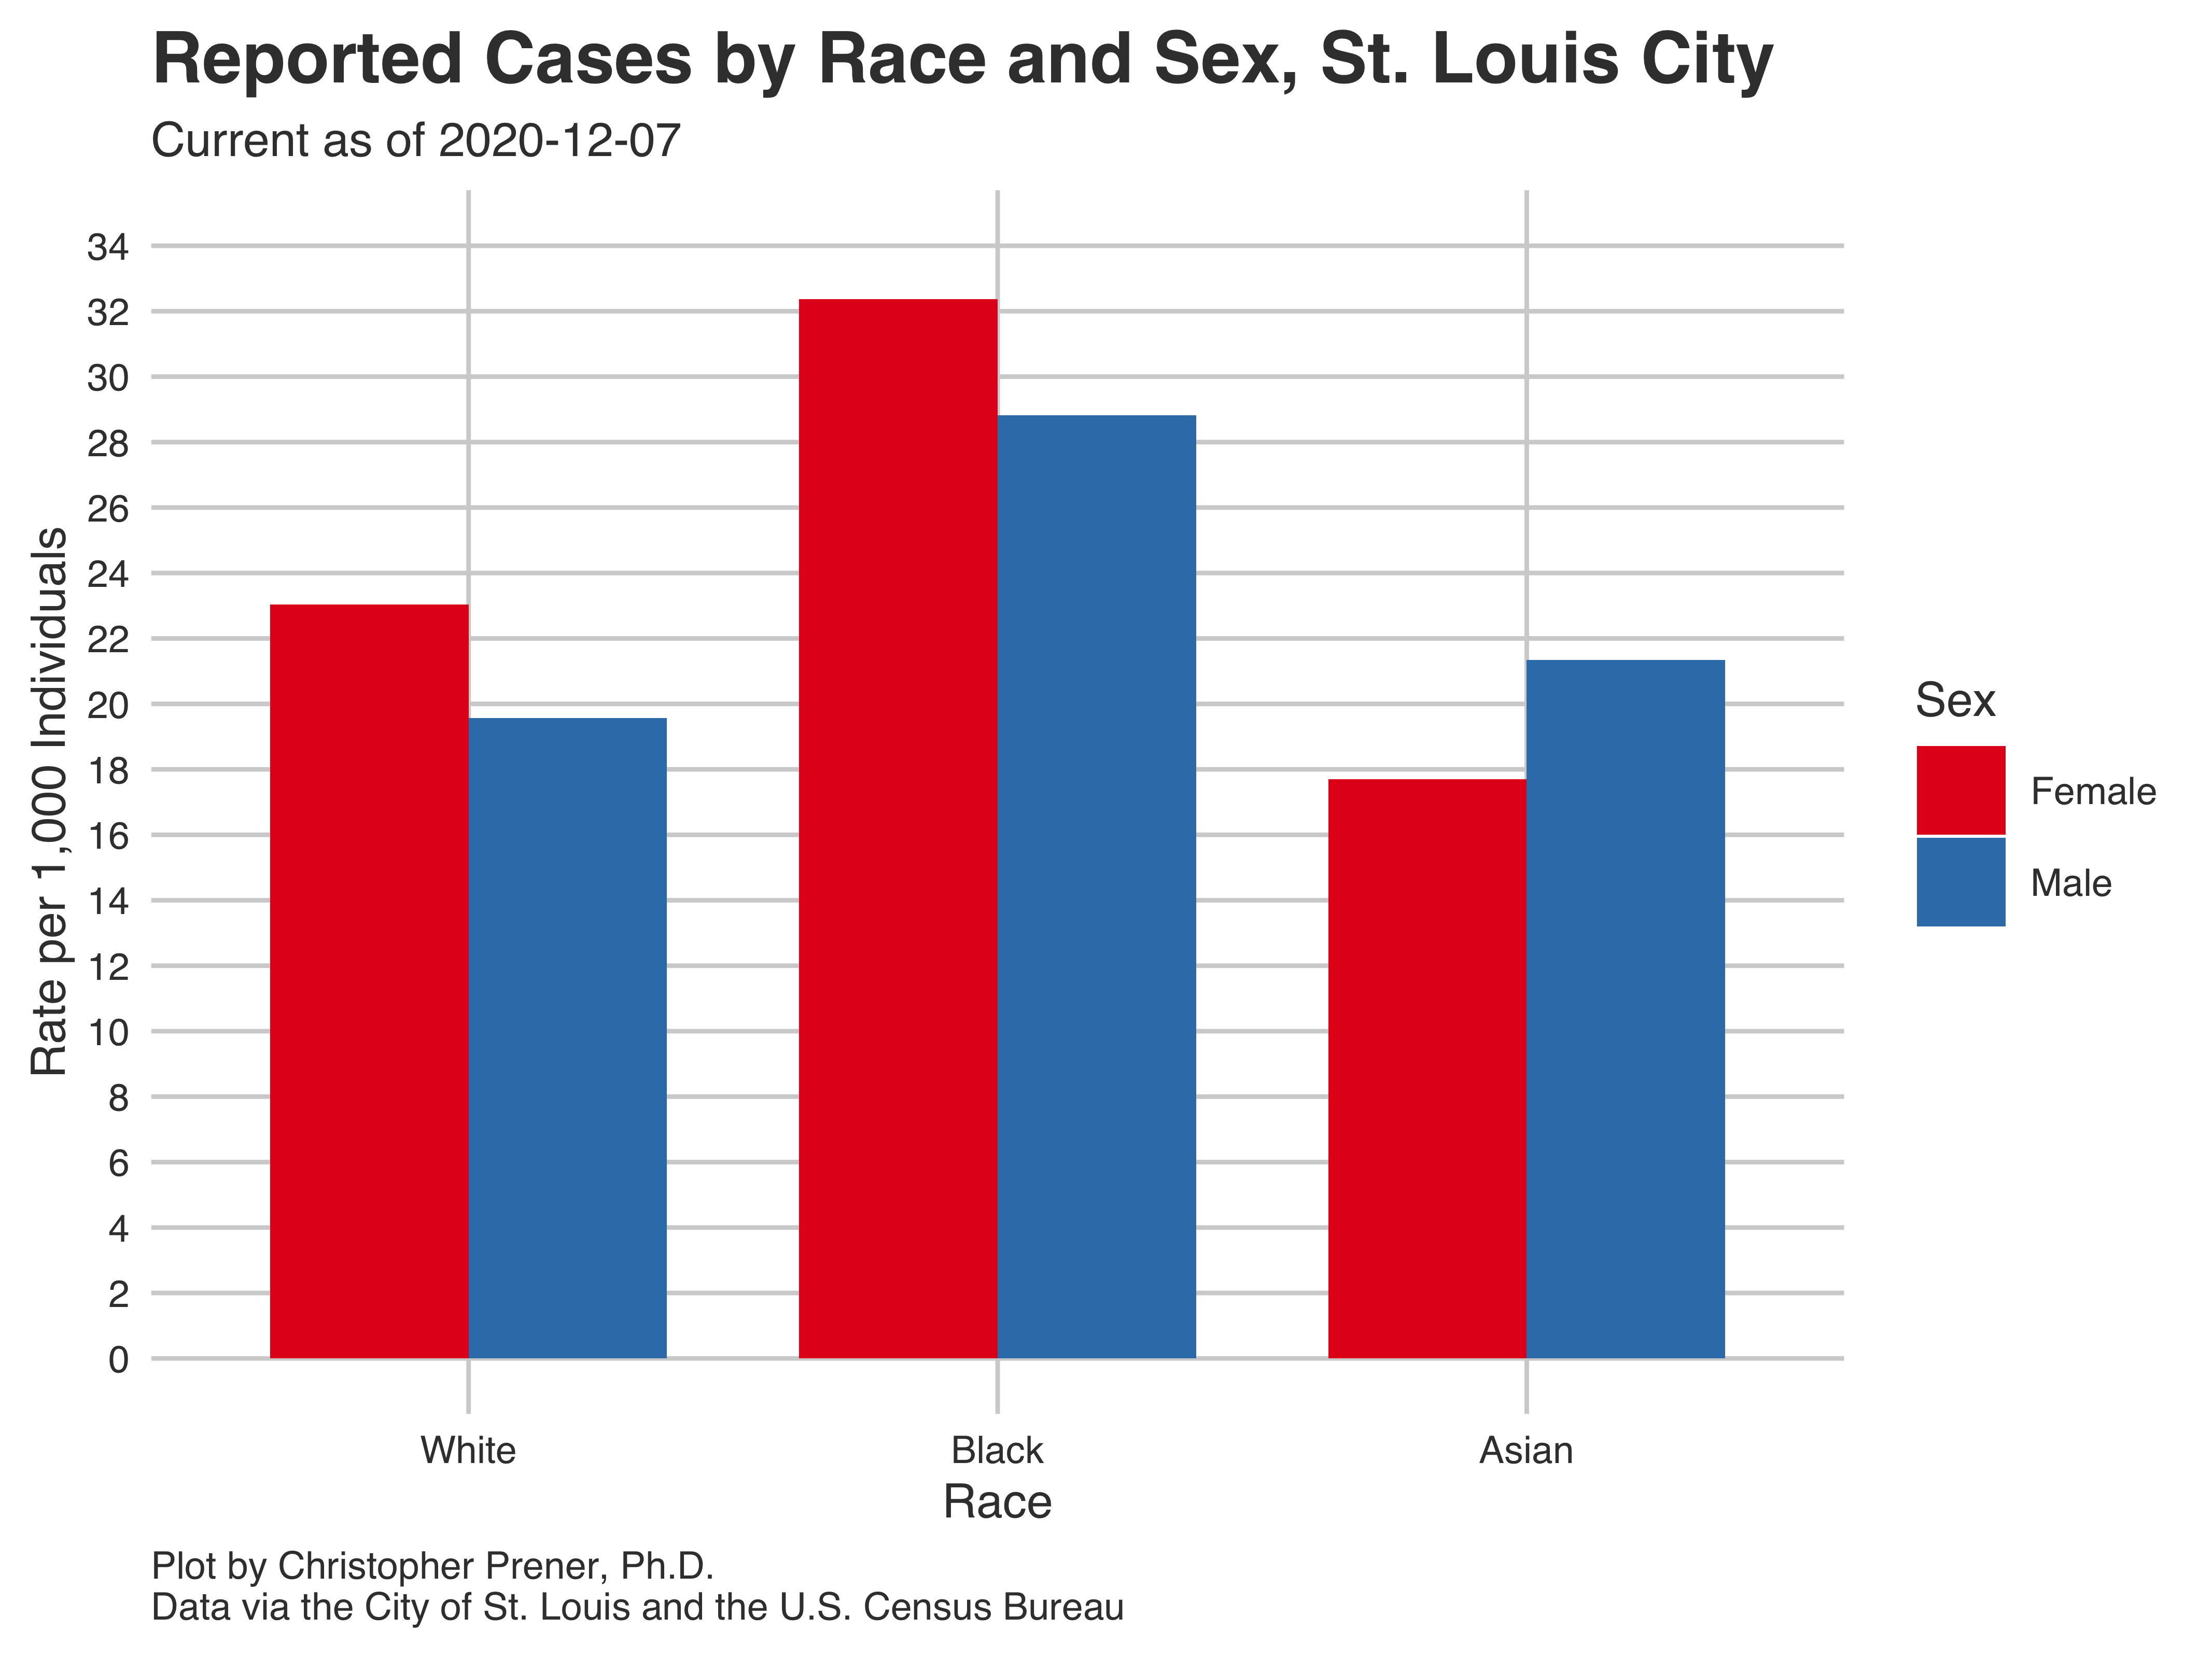 Reported Cases by Race and Sex, St. Louis City
Current as of 2020-12-07
Rate per 1,000 Individuals
34
32
30
28
26
24
22
20
18
16
14
12
10
8
6
4
2
0
White
Black
Asian
Race
Sex
Female
Male
Plot by Christopher Prener, Ph.D.
Data via the City of St. Louis and the U.S. Census Bureau